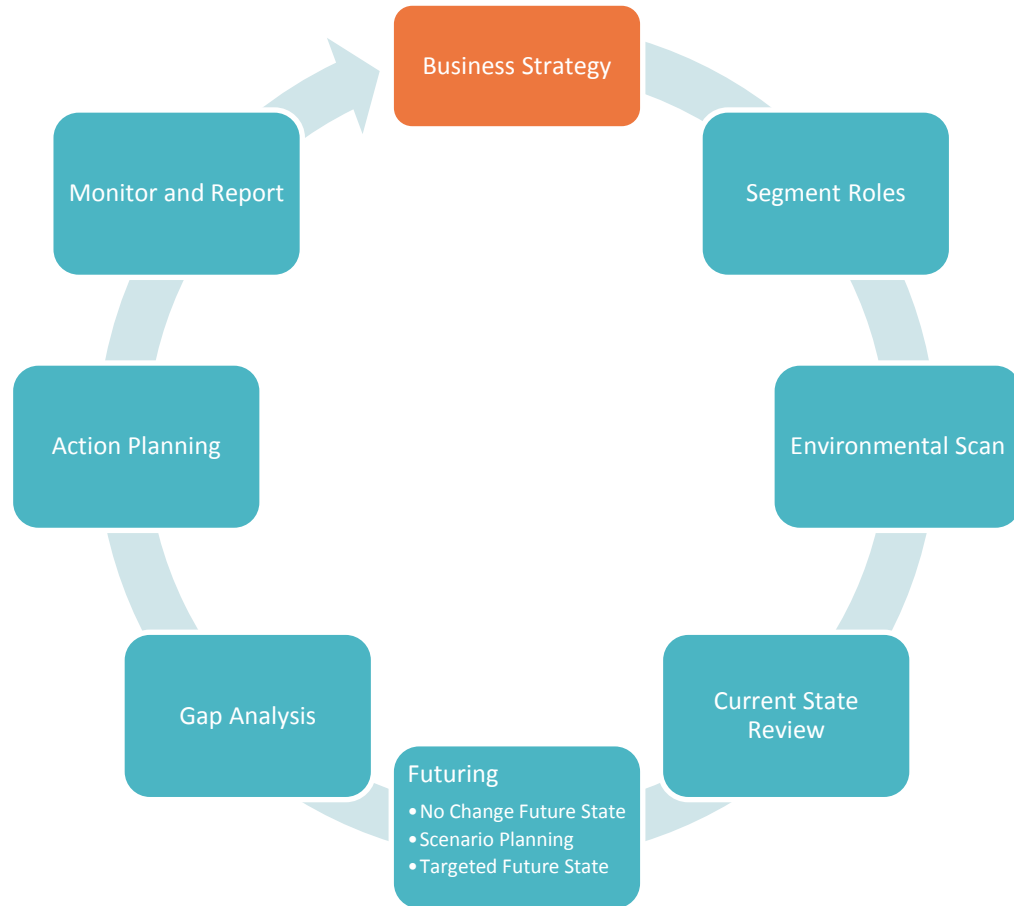 Business Strategy
Segment Roles
Environmental Scan
Current State
Review
Futuring
•No Change Future State
•Scenario Planning
•Targeted Future State
Gap Analysis
Action Planning
Monitor and Report